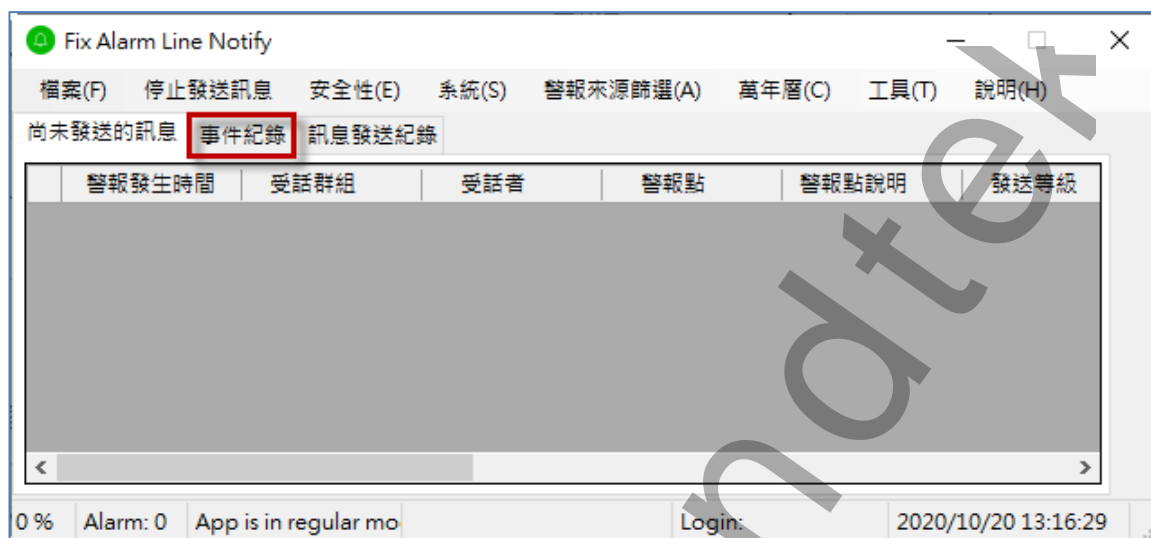 Fix Alarm Line Notify
檔案(F) 停止發送訊息 安全性(E) 系統(S) 警報來源篩選(A) 萬年曆(C) 工具(T) 說明(H)
尚未發送的訊息 事件紀錄 訊息發送紀錄
警報發生時間 受話群組 受話者 警報點 警報點說明 發送等級
0 % Alarm: 0 App is in regular mo Login: 2020/10/20 13:16:29
ndtek